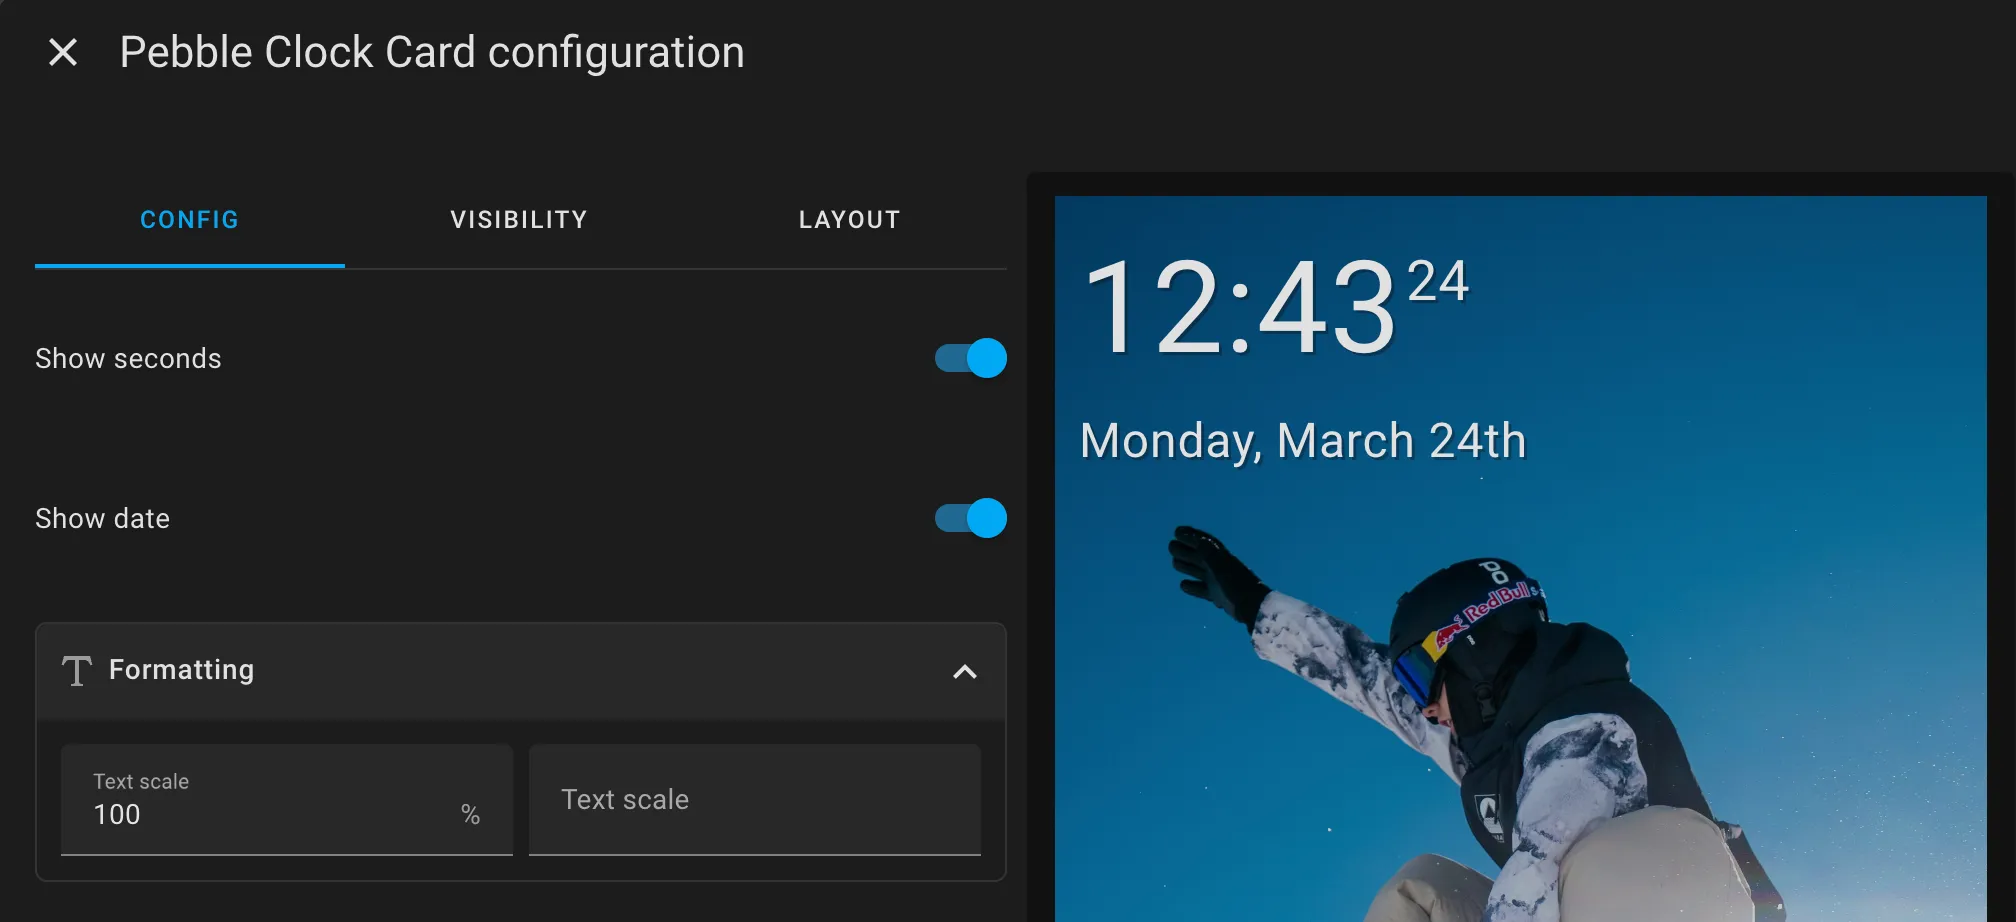 Pebble Clock Card configuration
CONFIG
VISIBILITY
LAYOUT
Show seconds
Show date
Formatting
Text scale
100
%
Text scale
12:43 24
Monday, March 24th
PO
Red Bull